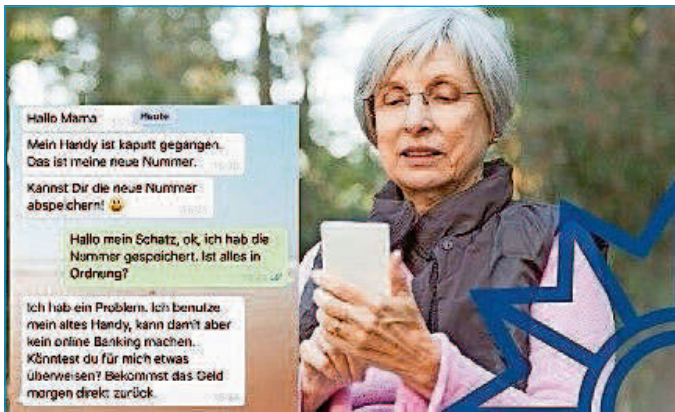 Hallo Mama
Heute
Mein Handy ist kaputt gegangen.
Das ist meine neue Nummer.
Kannst Dir die neue Nummer
abspeichern! 😃
Hallo mein Schatz, ok, ich hab die
Nummer gespeichert. Ist alles in
Ordnung?
Ich hab ein Problem. Ich benutze
mein altes Handy, kann damit aber
kein online Banking machen.
Könntest du für mich etwas
überweisen? Bekommst das Geld
morgen direkt zurück.